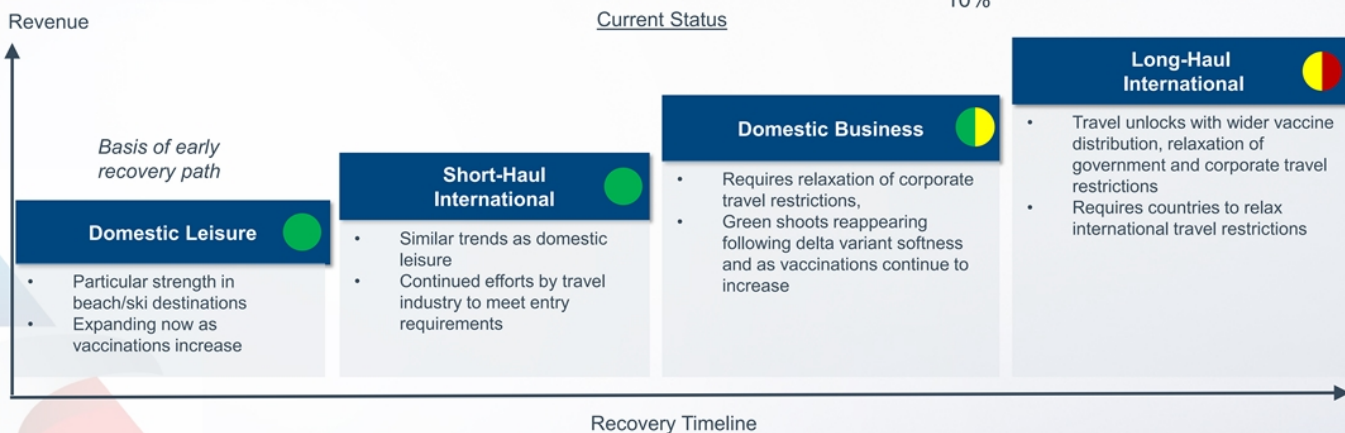 10%
Revenue
Current Status
Basis of early
recovery path
Domestic Leisure
• Particular strength in
beach/ski destinations
• Expanding now as
vaccinations increase
Short-Haul
International
• Similar trends as domestic
leisure
• Continued efforts by travel
industry to meet entry
requirements
Domestic Business
• Requires relaxation of corporate
travel restrictions,
• Green shoots reappearing
following delta variant softness
and as vaccinations continue to
increase
Long-Haul
International
• Travel unlocks with wider vaccine
distribution, relaxation of
government and corporate travel
restrictions
• Requires countries to relax
international travel restrictions
Recovery Timeline